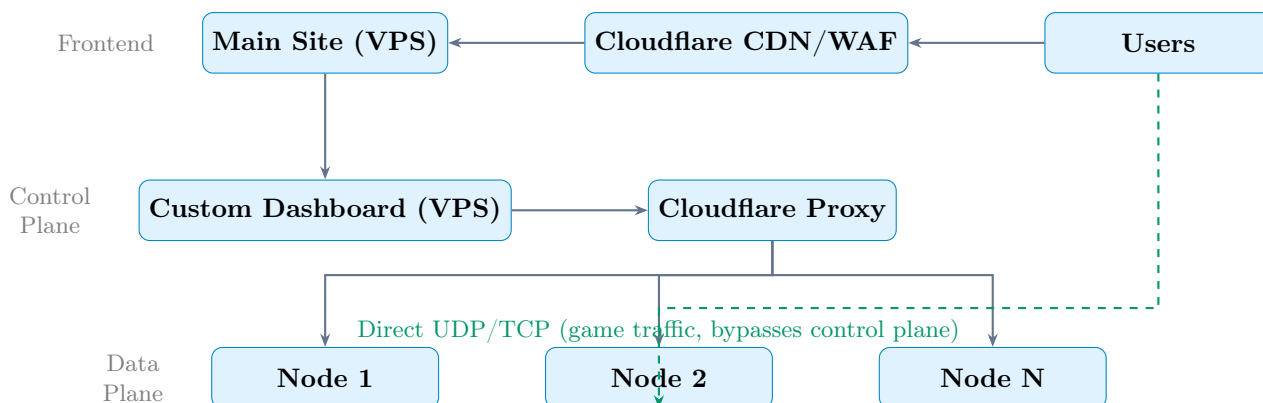 Frontend
Main Site (VPS)
Cloudflare CDN/WAF
Users
Control
Plane
Custom Dashboard (VPS)
Cloudflare Proxy
Direct UDP/TCP (game traffic, bypasses control plane)
Data
Plane
Node 1
Node 2
Node N